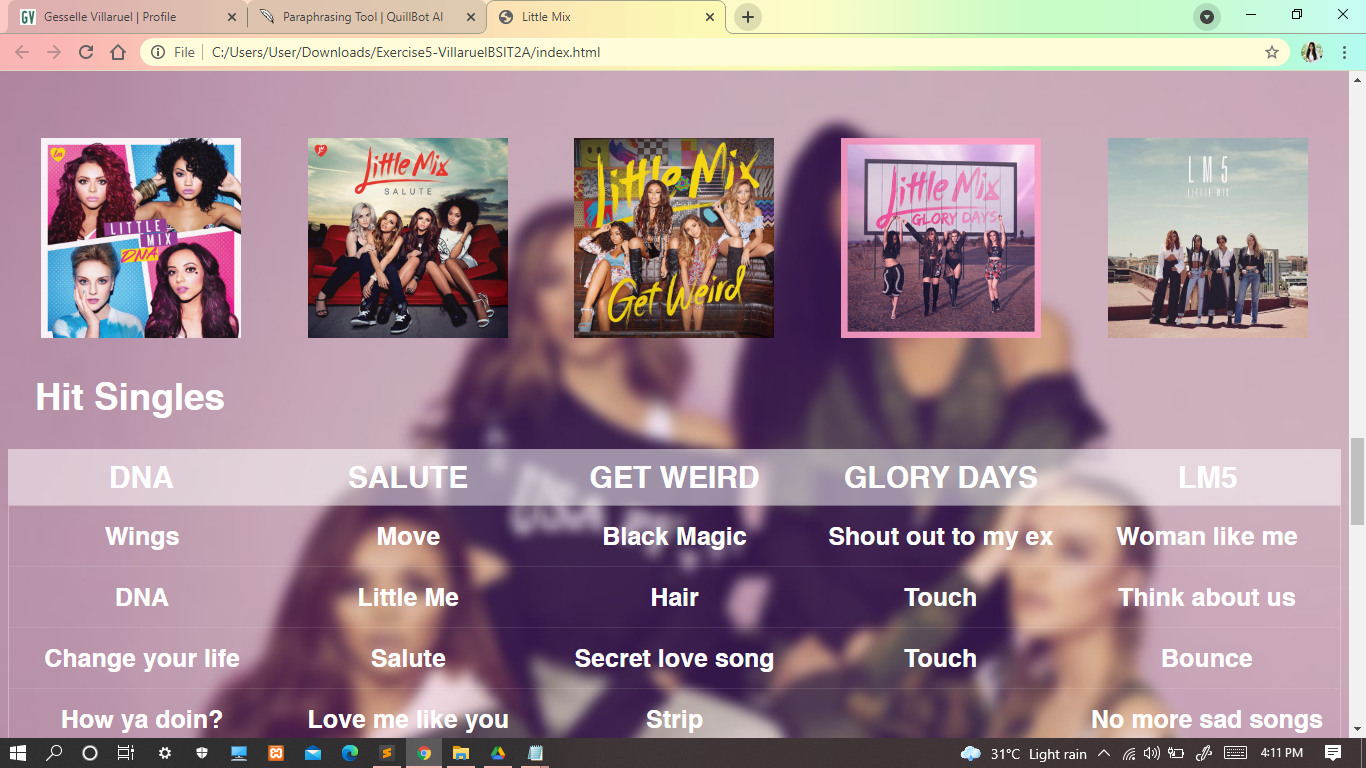 GV Gesselle Villaruel | Profile
Paraphrasing Tool | QuillBot AI
Little Mix
File C:/Users/User/Downloads/Exercise5-VillaruelBSIT2A/index.html
LITTLE
MIX
DNA
Little Mix
SALUTE
Little Mix
Get Weird
Little Mix
GLORY DAYS
LM5
LITTLE MIX
Hit Singles
DNA SALUTE GET WEIRD GLORY DAYS LM5
Wings Move Black Magic Shout out to my ex Woman like me
DNA Little Me Hair Touch Think about us
Change your life Salute Secret love song Touch Bounce
How ya doin? Love me like you Strip No more sad songs
31°C Light rain 4:11 PM